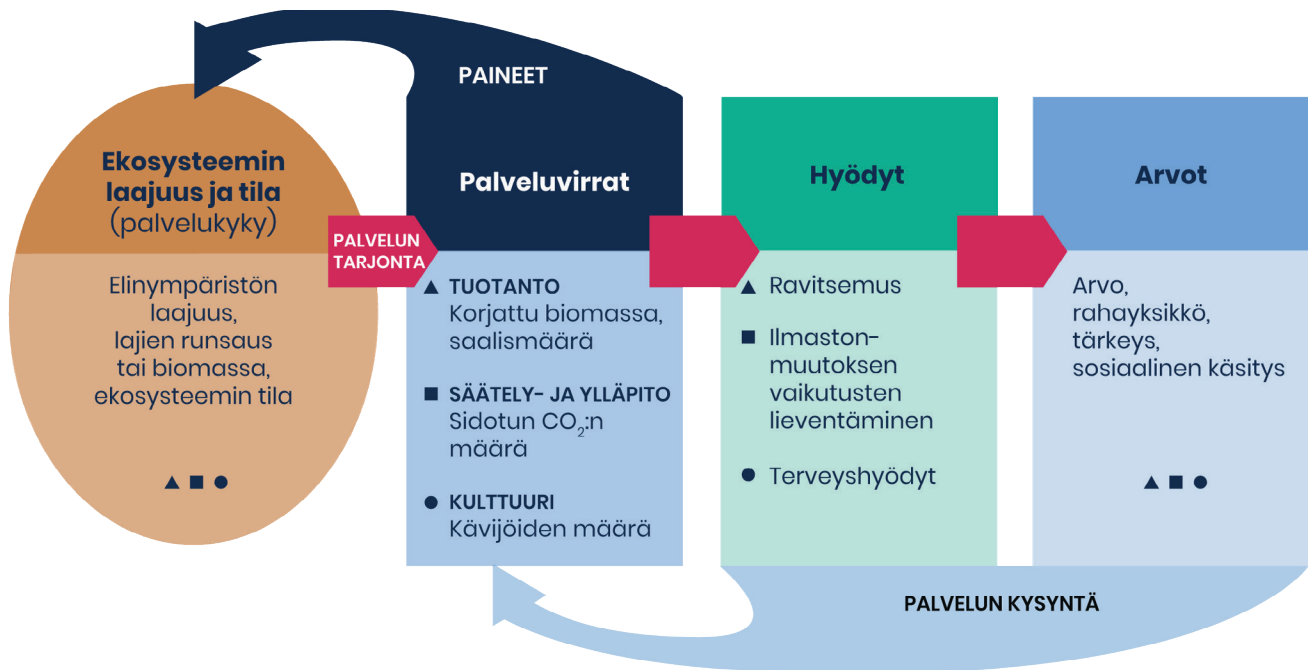 PAINEET
Ekosysteemin
laajuus ja tila
(palvelukyky)
Elinympäristön
laajuus,
lajien runsaus
tai biomassa,
ekosysteemin tila
PALVELUN
TARJONTA
Palveluvirrat
TUOTANTO
Korjattu biomassa,
saalismäärä
SÄÄTELY- JA YLLÄPITO
Sidotun CO₂:n
määrä
KULTTUURI
Kävijöiden määrä
Hyödyt
Ravitsemus
Ilmaston-
muutoksen
vaikutusten
lieventäminen
Terveyshyödyt
Arvot
Arvo,
rahayksikkö,
tärkeys,
sosiaalinen käsitys
PALVELUN KYSYNTÄ